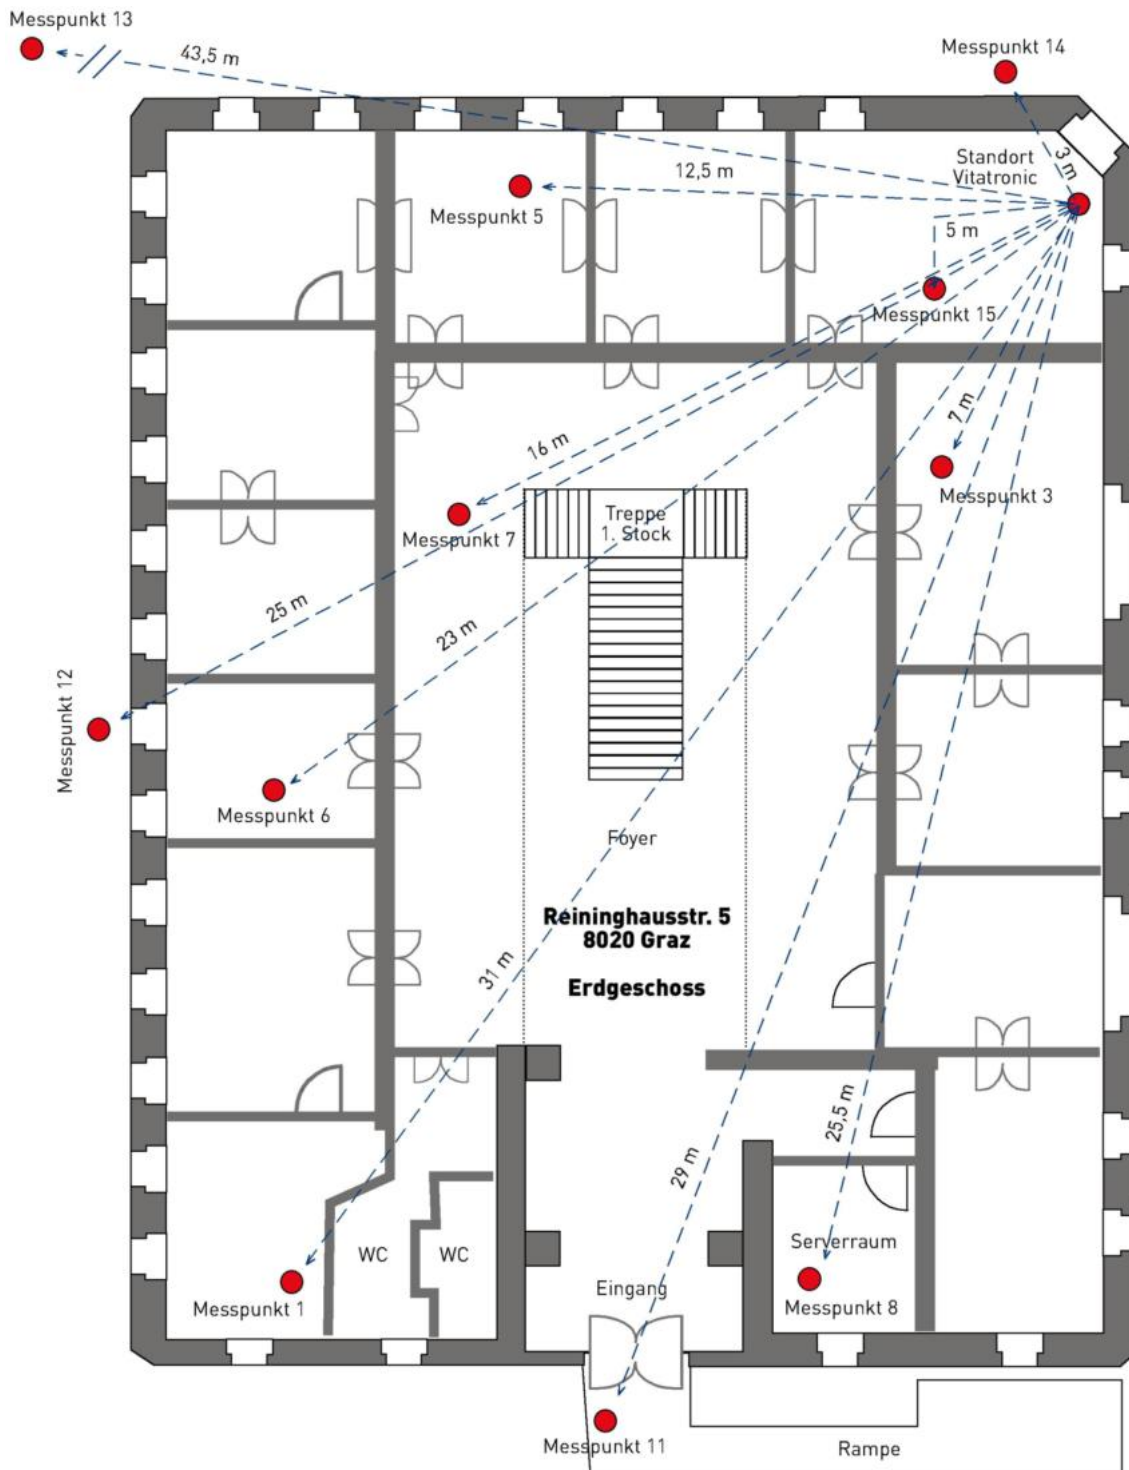 Messpunkt 13
43,5 m
Messpunkt 14
3 m
Standort
Vitatronic
12,5 m
Messpunkt 5
5 m
Messpunkt 15
7 m
16 m
Messpunkt 3
Treppe
1. Stock
Messpunkt 7
25 m
23 m
Messpunkt 12
Messpunkt 6
Foyer
Reininghausstr. 5
8020 Graz
Erdgeschoss
31 m
25,5 m
29 m
WC
WC
Serverraum
Eingang
Messpunkt 1
Messpunkt 8
Messpunkt 11
Rampe